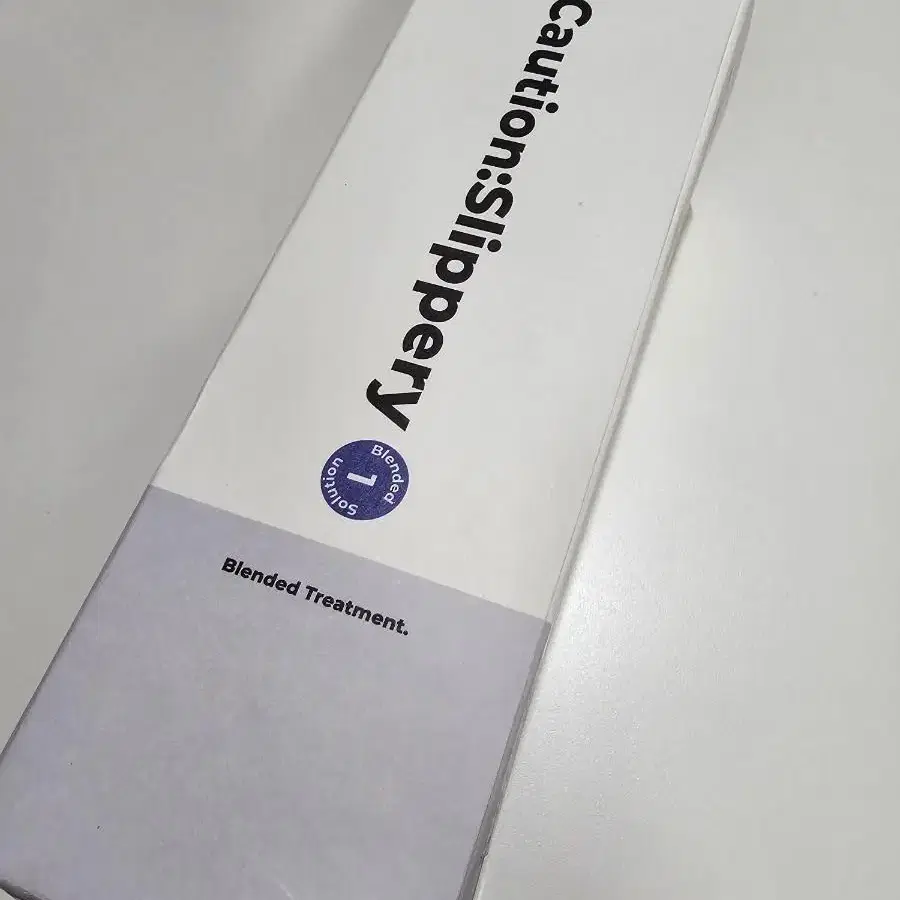 Caution:Slippery
Blended
1
Solution
Blended Treatment.